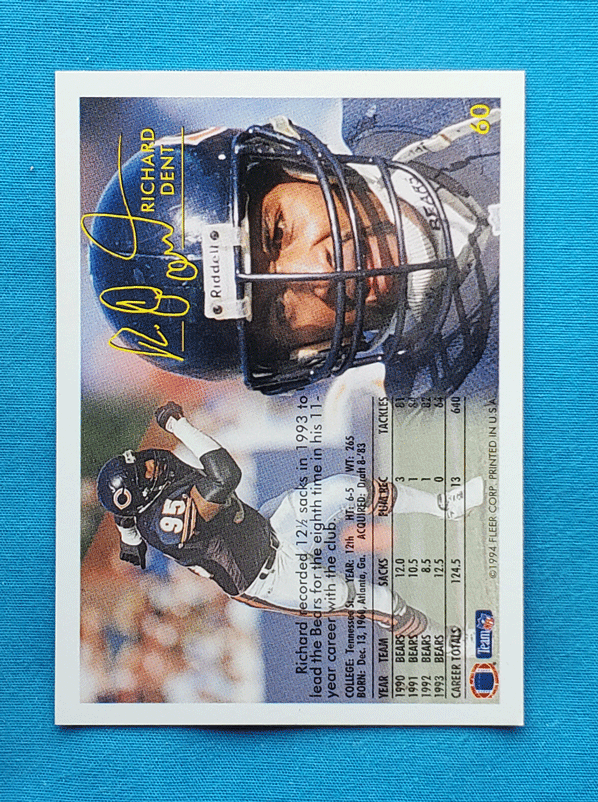 R. Dent
RICHARD
DENT
60
Riddell
BEARS
95
C
Richard recorded 12½ sacks in 1993 to
lead the Bears for the eighth time in his 11-
year career with the club.
COLLEGE: Tennessee St. YEAR: 12th HT: 6-5 WT: 265
BORN: Dec. 13, 1960, Atlanta, Ga. ACQUIRED: Draft 8-'83
YEAR TEAM SACKS FUM REC TACKLES
1990 BEARS 12.0 3 81
1991 BEARS 10.5 1 82
1992 BEARS 8.5 1 82
1993 BEARS 12.5 0 64
CAREER TOTALS 124.5 13 640
Team NFL
©1994 FLEER CORP. PRINTED IN U.S.A.